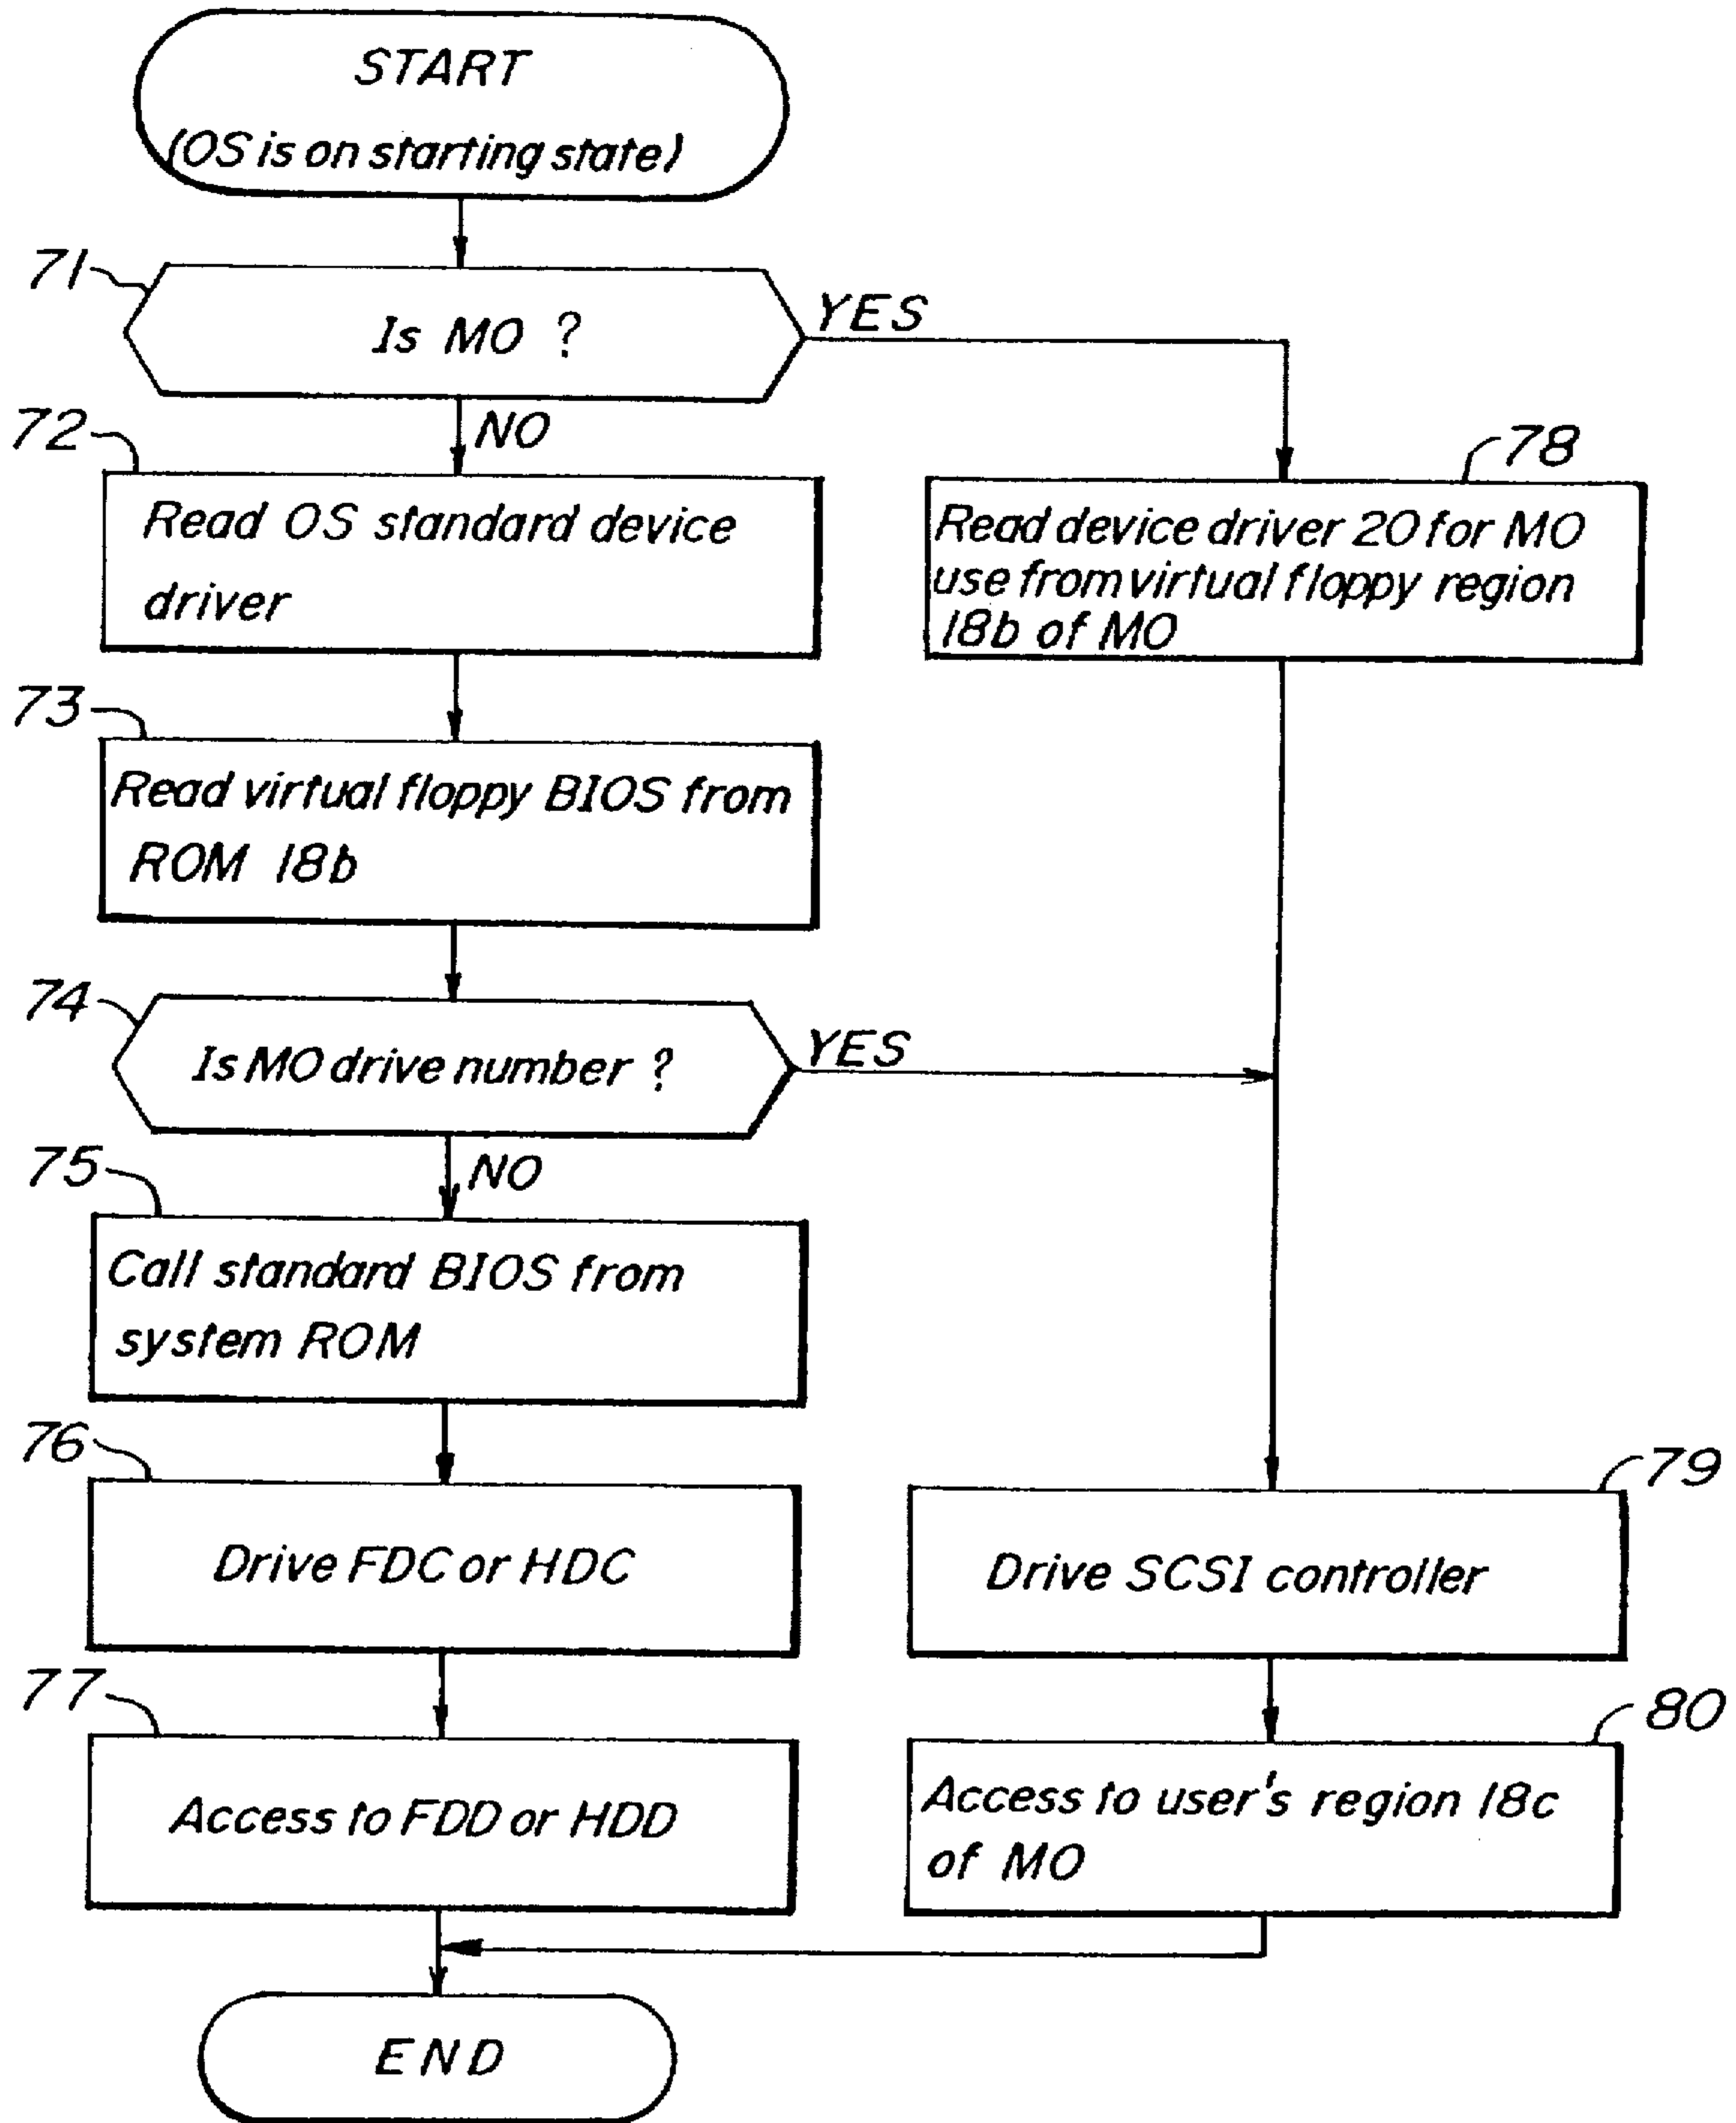 START
(OS is on starting state)
71
Is MO ?
YES
NO
72
Read OS standard device
driver
78
Read device driver 20 for MO
use from virtual floppy region
18b of MO
73
Read virtual floppy BIOS from
ROM 18b
74
Is MO drive number ?
YES
NO
75
Call standard BIOS from
system ROM
76
Drive FDC or HDC
79
Drive SCSI controller
77
Access to FDD or HDD
80
Access to user's region 18c
of MO
END